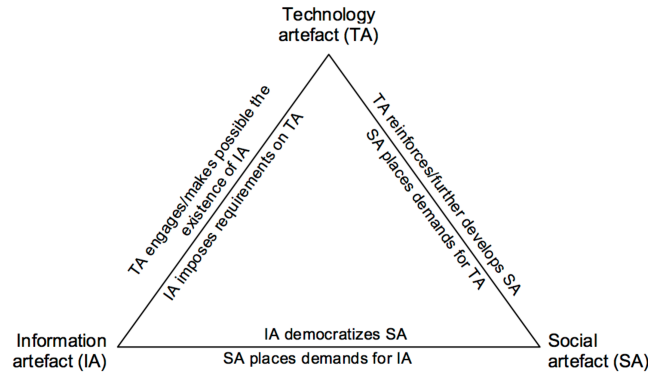 Technology
artefact (TA)
TA engages/makes possible the
existence of IA
IA imposes requirements on TA
TA reinforces/further develops SA
SA places demands for TA
Information
artefact (IA)
IA democratizes SA
SA places demands for IA
Social
artefact (SA)